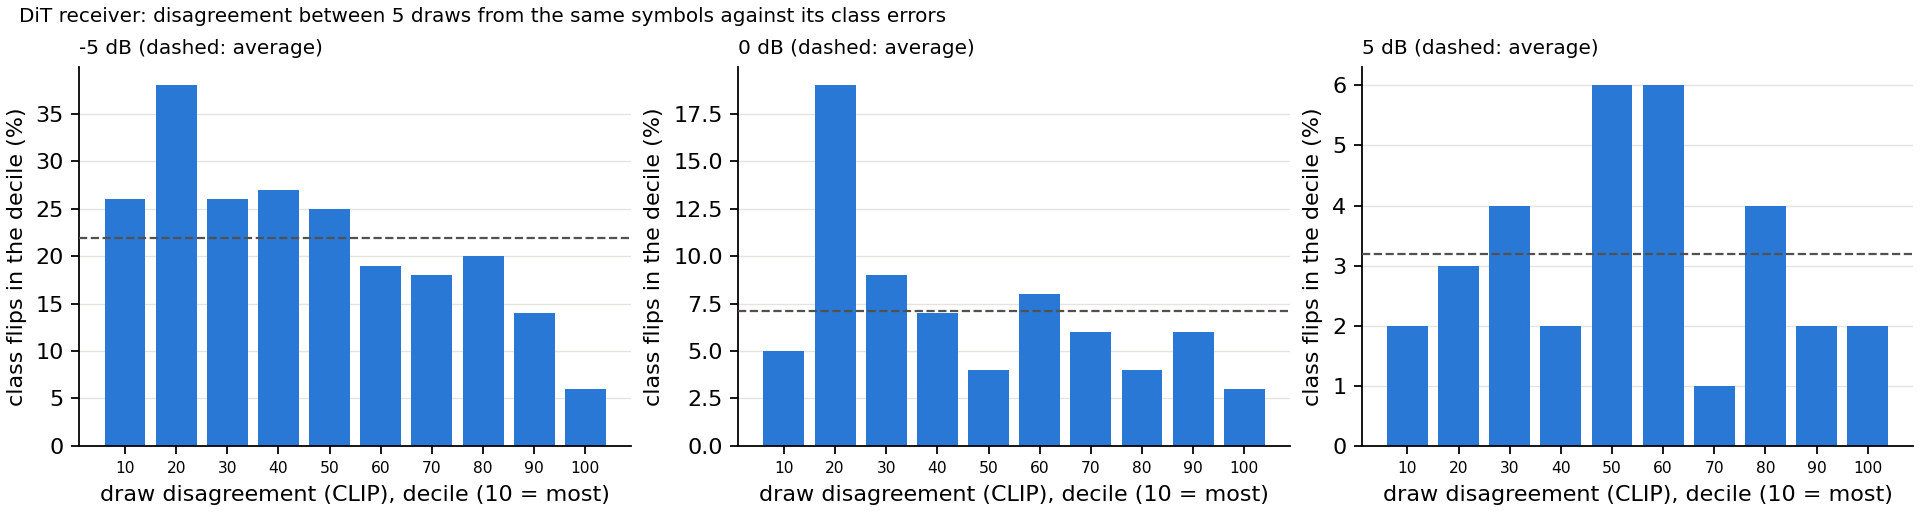 DiT receiver: disagreement between 5 draws from the same symbols against its class errors
-5 dB (dashed: average)
class flips in the decile (%)
35
30
25
20
15
10
5
0
10 20 30 40 50 60 70 80 90 100
draw disagreement (CLIP), decile (10 = most)
0 dB (dashed: average)
class flips in the decile (%)
17.5
15.0
12.5
10.0
7.5
5.0
2.5
0.0
10 20 30 40 50 60 70 80 90 100
draw disagreement (CLIP), decile (10 = most)
5 dB (dashed: average)
class flips in the decile (%)
6
5
4
3
2
1
0
10 20 30 40 50 60 70 80 90 100
draw disagreement (CLIP), decile (10 = most)